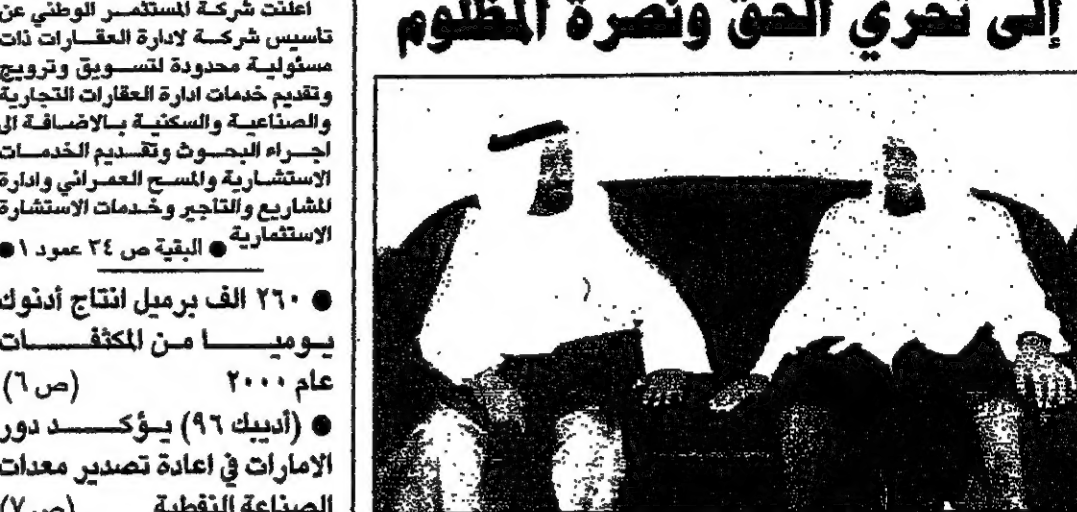 إلى تحري الحق ونصرة المظلوم
اعلنت شركة المستثمر الوطني عن
تاسيس شركة لادارة العقارات ذات
مسئولية محدودة لتسويق وترويج
وتقديم خدمات ادارة العقارات التجارية
والصناعية والسكنية بالاضافة الى
اجراء البحوث وتقديم الخدمات
الاستشارية والمسح العمراني وادارة
المشاريع والتاجير وخدمات الاستشارة
الاستثمارية ● البقية ص ٢٤ عمود ١ ●
● ٢٦٠ الف برميل انتاج أدنوك
يوميا من المكثفات
عام ٢٠٠٠ (ص ٦)
● (أديبك ٩٦) يؤكد دور
الامارات في اعادة تصدير معدات
الصناعة النفطية (ص ٧)